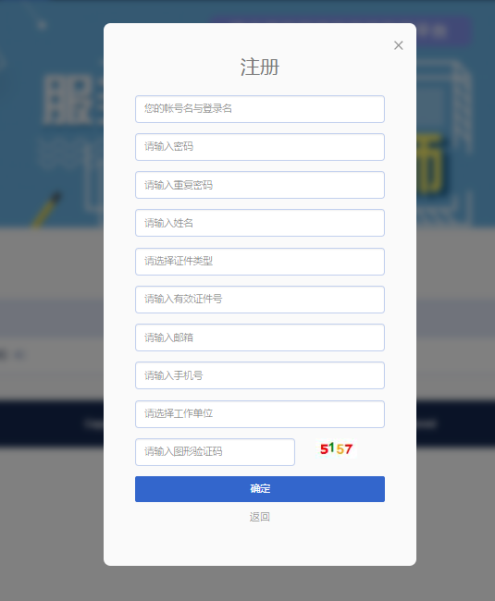 ×
注册
您的帐号名与登录名
请输入密码
请输入重复密码
请输入姓名
请选择证件类型
请输入有效证件号
请输入邮箱
请输入手机号
请选择工作单位
请输入图形验证码
5157
确定
返回